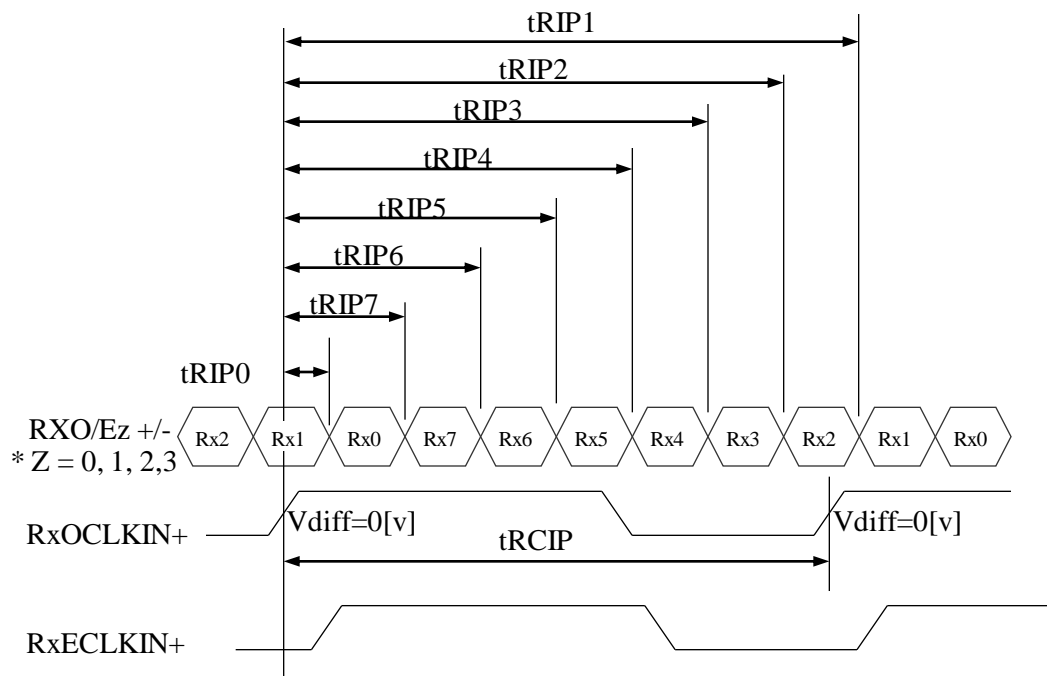 tRIP1
tRIP2
tRIP3
tRIP4
tRIP5
tRIP6
tRIP7
tRIP0
RXO/Ez +/-
* Z = 0, 1, 2,3
Rx2 Rx1 Rx0 Rx7 Rx6 Rx5 Rx4 Rx3 Rx2 Rx1 Rx0
RxOCLKIN+
Vdiff=0[v] Vdiff=0[v]
tRCIP
RxECLKIN+